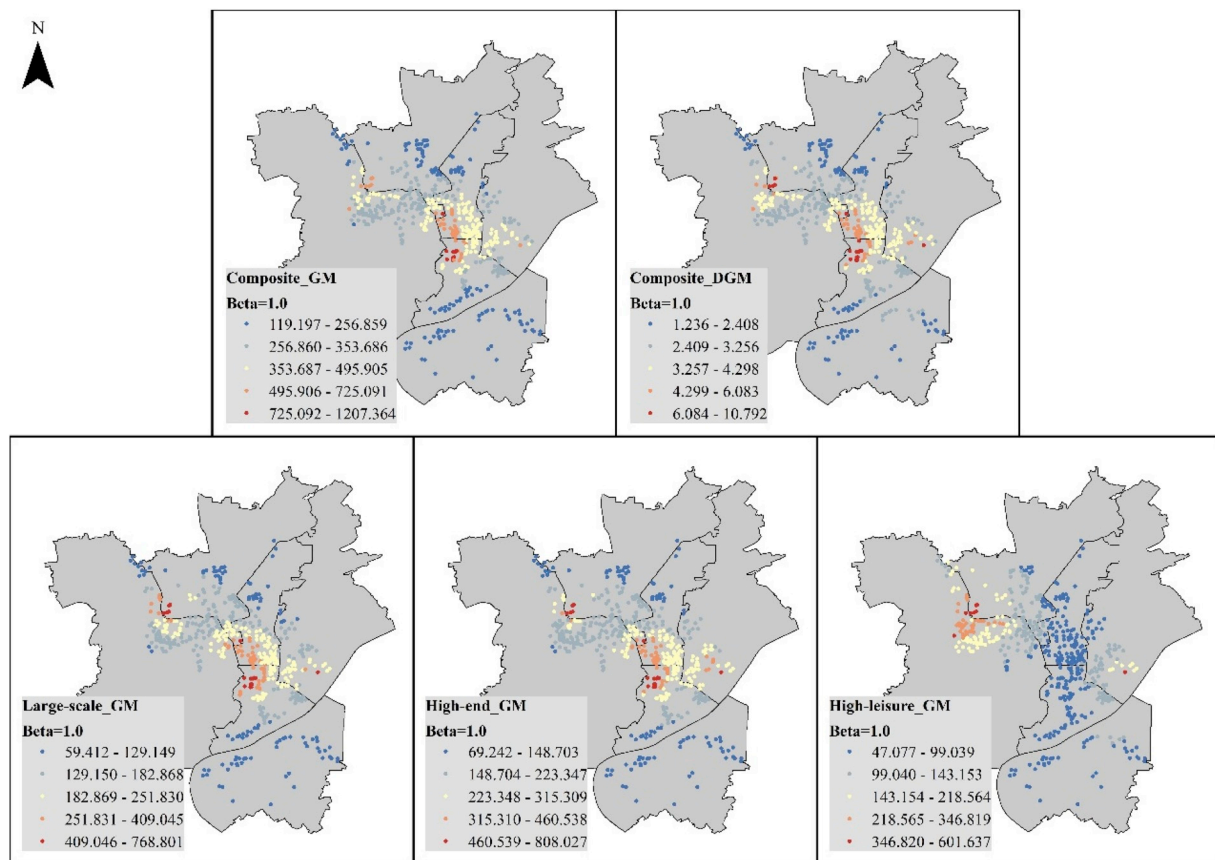 N
Composite_GM
Beta=1.0
119.197 - 256.859
256.860 - 353.686
353.687 - 495.905
495.906 - 725.091
725.092 - 1207.364
Composite_DGM
Beta=1.0
1.236 - 2.408
2.409 - 3.256
3.257 - 4.298
4.299 - 6.083
6.084 - 10.792
Large-scale_GM
Beta=1.0
59.412 - 129.149
129.150 - 182.868
182.869 - 251.830
251.831 - 409.045
409.046 - 768.801
High-end_GM
Beta=1.0
69.242 - 148.703
148.704 - 223.347
223.348 - 315.309
315.310 - 460.538
460.539 - 808.027
High-leisure_GM
Beta=1.0
47.077 - 99.039
99.040 - 143.153
143.154 - 218.564
218.565 - 346.819
346.820 - 601.637